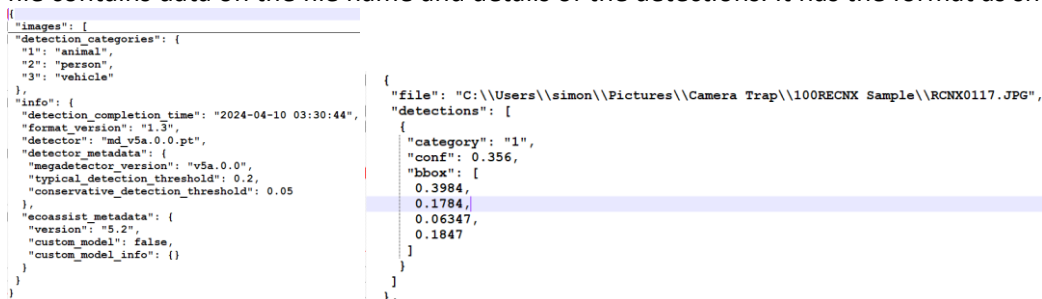 file contains data on the file name and details of the detections. It has the format as sh
{
"images": [
"detection_categories": {
"1": "animal",
"2": "person",
"3": "vehicle"
},
"info": {
"detection_completion_time": "2024-04-10 03:30:44",
"format_version": "1.3",
"detector": "md_v5a.0.0.pt",
"detector_metadata": {
"megadetector_version": "v5a.0.0",
"typical_detection_threshold": 0.2,
"conservative_detection_threshold": 0.05
},
"ecoassist_metadata": {
"version": "5.2",
"custom_model": false,
"custom_model_info": {}
}
}
}
{
"file": "C:\\Users\\simon\\Pictures\\Camera Trap\\100RECNX Sample\\RCNX0117.JPG",
"detections": [
{
"category": "1",
"conf": 0.356,
"bbox": [
0.3984,
0.1784,
0.06347,
0.1847
]
}
]
},